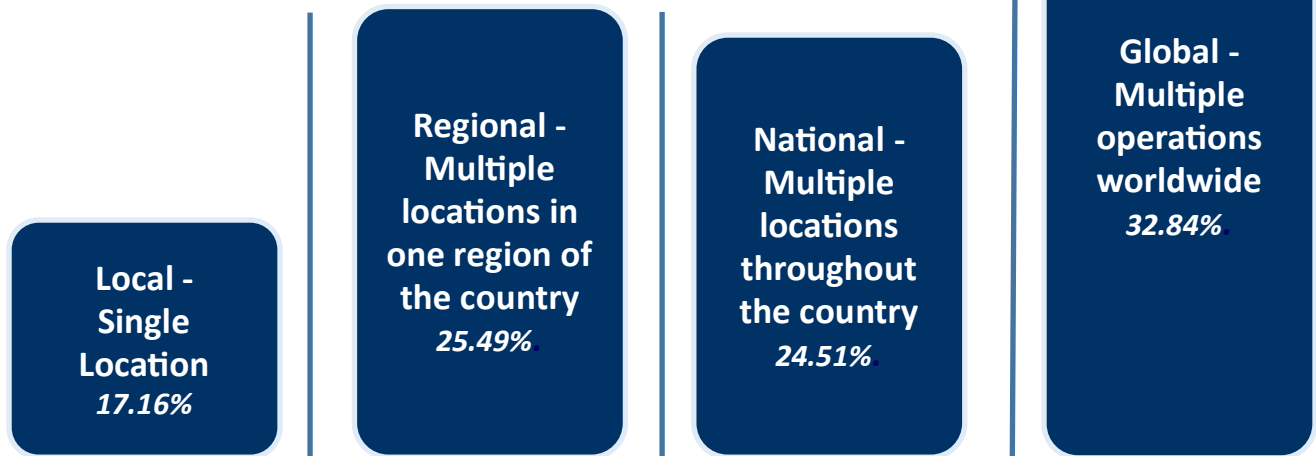 Local -
Single
Location
17.16%
Regional -
Multiple
locations in
one region of
the country
25.49%.
National -
Multiple
locations
throughout
the country
24.51%.
Global -
Multiple
operations
worldwide
32.84%.